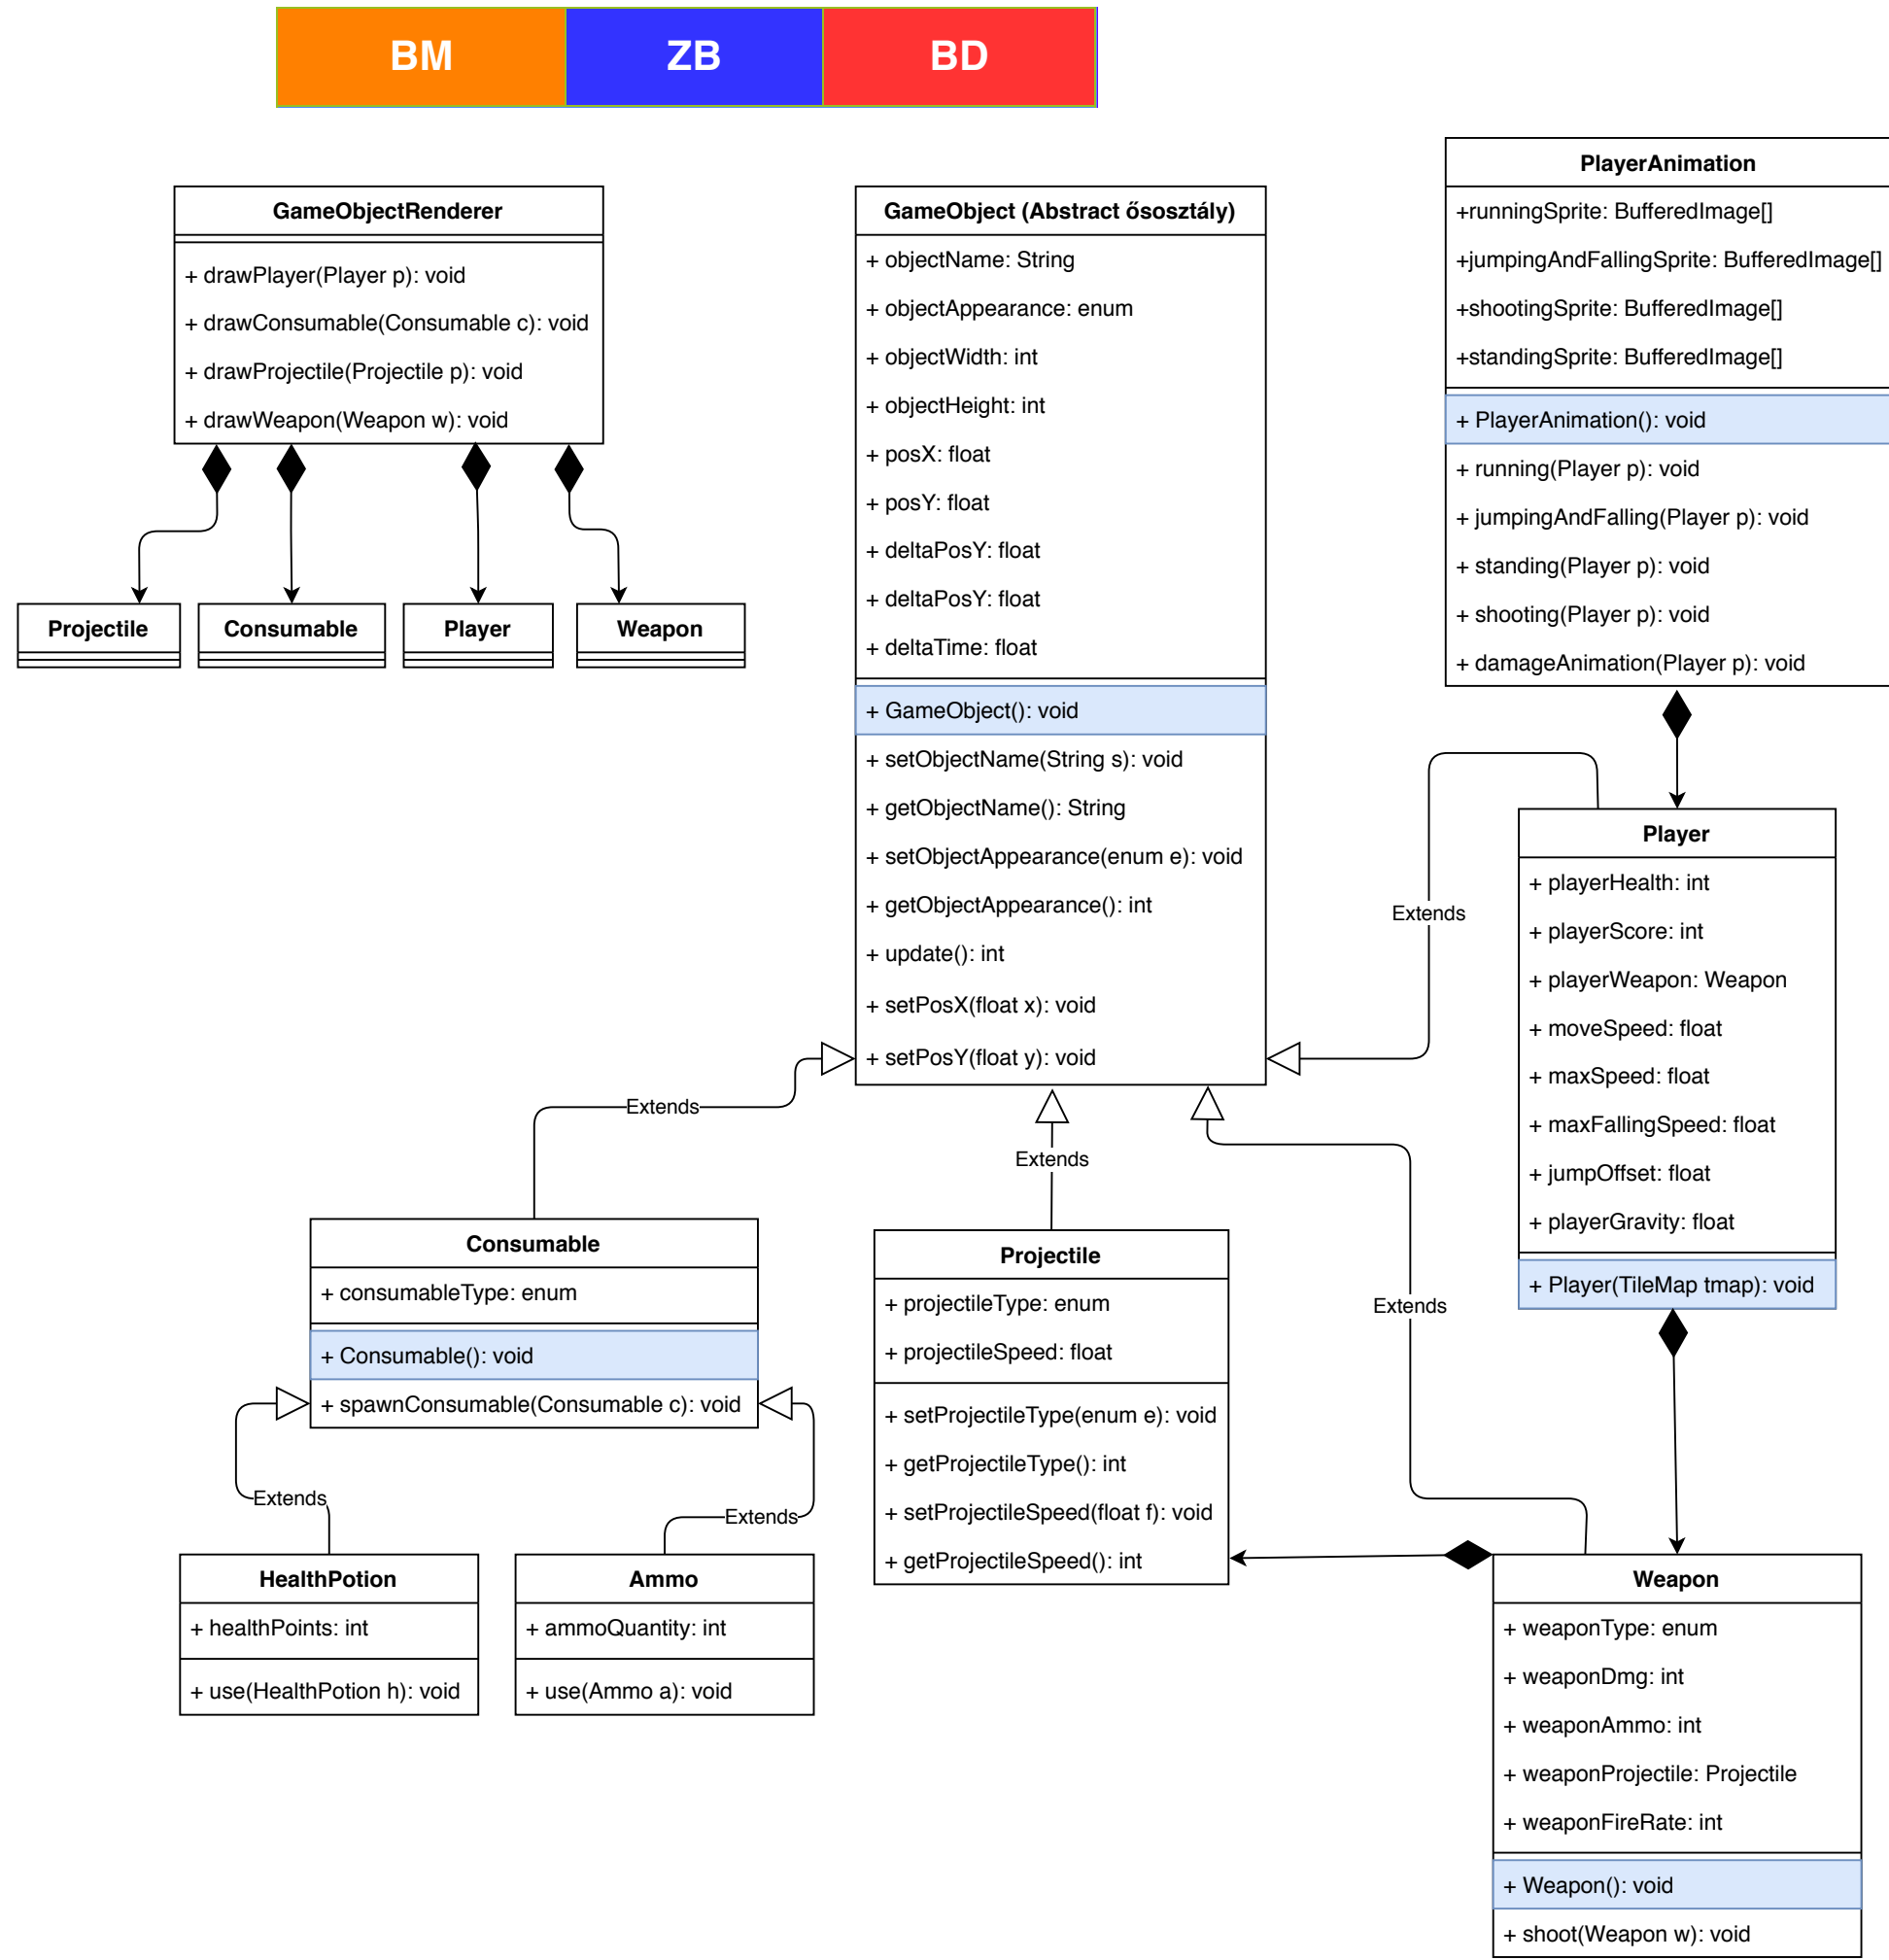 BM
ZB
BD
GameObjectRenderer
+ drawPlayer(Player p): void
+ drawConsumable(Consumable c): void
+ drawProjectile(Projectile p): void
+ drawWeapon(Weapon w): void
Projectile
Consumable
Player
Weapon
GameObject (Abstract ősosztály)
+ objectName: String
+ objectAppearance: enum
+ objectWidth: int
+ objectHeight: int
+ posX: float
+ posY: float
+ deltaPosY: float
+ deltaPosY: float
+ deltaTime: float
+ GameObject(): void
+ setObjectName(String s): void
+ getObjectName(): String
+ setObjectAppearance(enum e): void
+ getObjectAppearance(): int
+ update(): int
+ setPosX(float x): void
+ setPosY(float y): void
PlayerAnimation
+runningSprite: BufferedImage[]
+jumpingAndFallingSprite: BufferedImage[]
+shootingSprite: BufferedImage[]
+standingSprite: BufferedImage[]
+ PlayerAnimation(): void
+ running(Player p): void
+ jumpingAndFalling(Player p): void
+ standing(Player p): void
+ shooting(Player p): void
+ damageAnimation(Player p): void
Extends
Player
+ playerHealth: int
+ playerScore: int
+ playerWeapon: Weapon
+ moveSpeed: float
+ maxSpeed: float
+ maxFallingSpeed: float
+ jumpOffset: float
+ playerGravity: float
+ Player(TileMap tmap): void
Extends
Extends
Extends
Consumable
+ consumableType: enum
+ Consumable(): void
+ spawnConsumable(Consumable c): void
Extends
Extends
HealthPotion
+ healthPoints: int
+ use(HealthPotion h): void
Ammo
+ ammoQuantity: int
+ use(Ammo a): void
Projectile
+ projectileType: enum
+ projectileSpeed: float
+ setProjectileType(enum e): void
+ getProjectileType(): int
+ setProjectileSpeed(float f): void
+ getProjectileSpeed(): int
Weapon
+ weaponType: enum
+ weaponDmg: int
+ weaponAmmo: int
+ weaponProjectile: Projectile
+ weaponFireRate: int
+ Weapon(): void
+ shoot(Weapon w): void